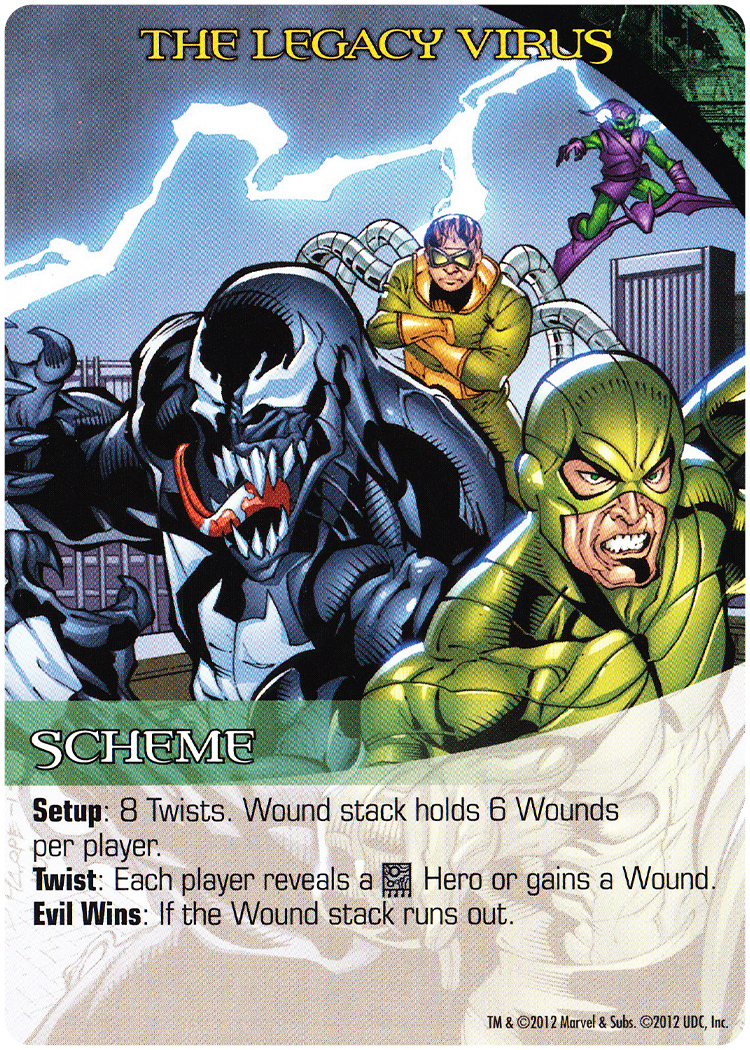 THE LEGACY VIRUS
SCHEME
Setup: 8 Twists. Wound stack holds 6 Wounds
per player.
Twist: Each player reveals a Hero or gains a Wound.
Evil Wins: If the Wound stack runs out.
TM & ©2012 Marvel & Subs. ©2012 UDC, Inc.